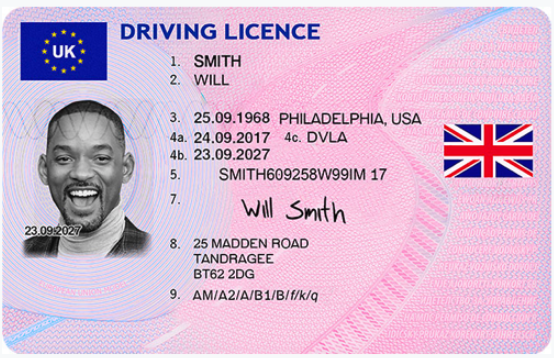 UK
DRIVING LICENCE
1. SMITH
2. WILL
3. 25.09.1968 PHILADELPHIA, USA
4a. 24.09.2017 4c. DVLA
4b. 23.09.2027
5. SMITH609258W99IM 17
7. Will Smith
23.09.2027
8. 25 MADDEN ROAD
TANDRAGEE
BT62 2DG
9. AM/A2/A/B1/B/f/k/q